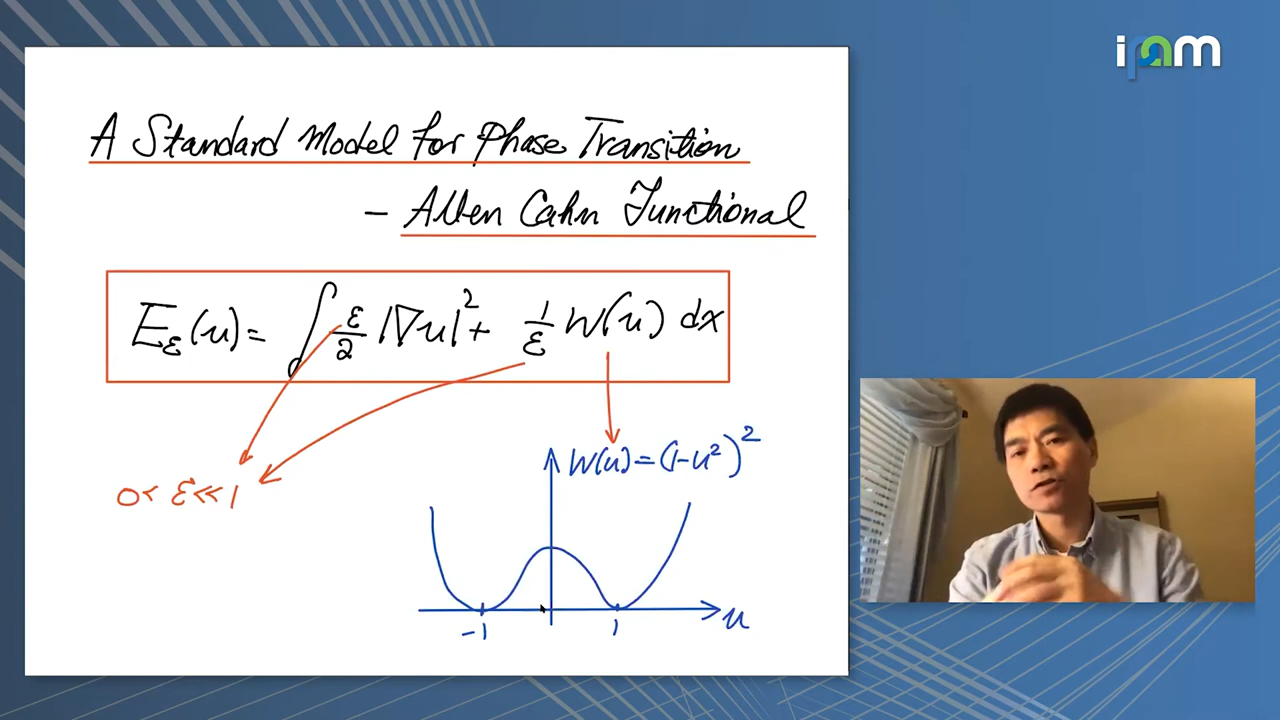 ipam
A Standard Model for Phase Transition
- Allen Cahn Functional
E_ε(u) = ∫ ε/2 |∇u|² + 1/ε W(u) dx
0 < ε << 1
W(u) = (1-u²)²
-1
1
u